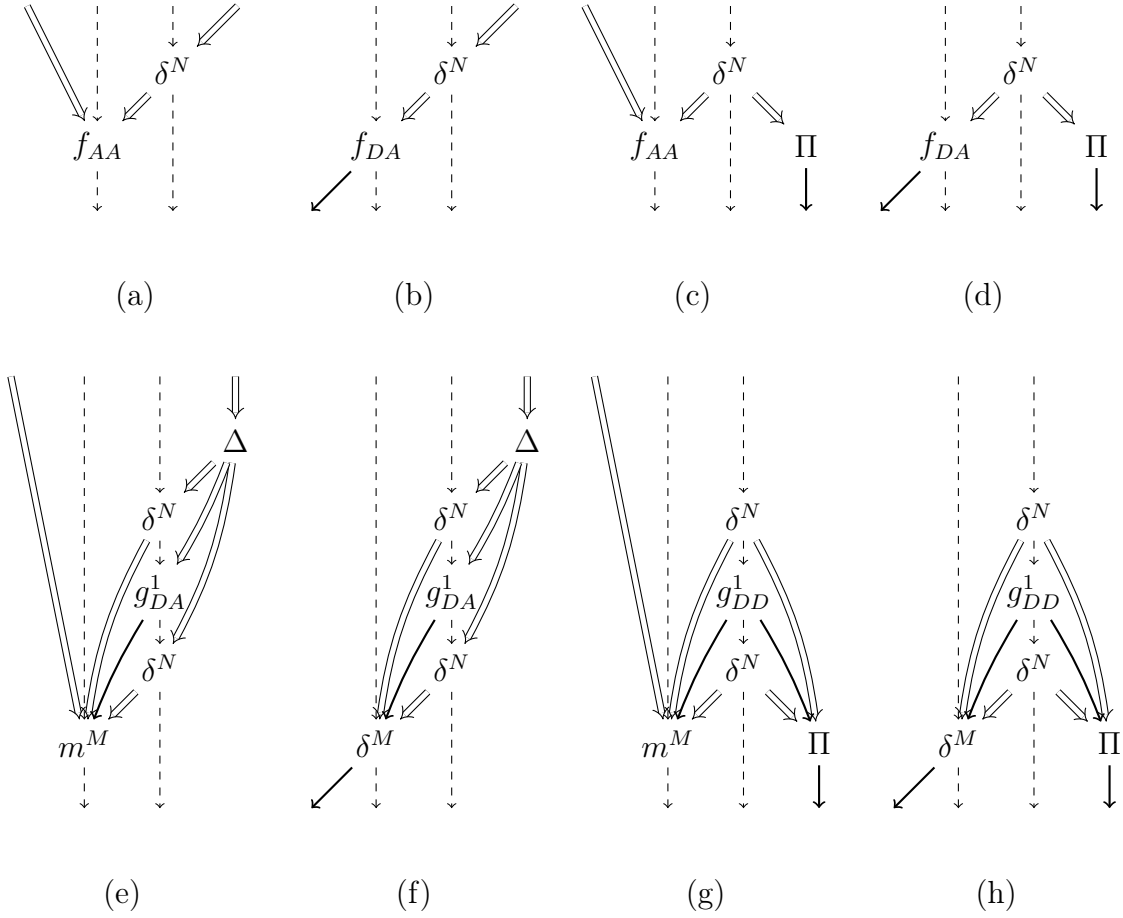 δ^N δ^N δ^N δ^N
f_{AA} f_{DA} f_{AA} Π f_{DA} Π
(a) (b) (c) (d)
Δ Δ
δ^N δ^N δ^N δ^N
g^1_{DA} g^1_{DA} g^1_{DD} g^1_{DD}
δ^N δ^N δ^N δ^N
m^M δ^M m^M Π δ^M Π
(e) (f) (g) (h)